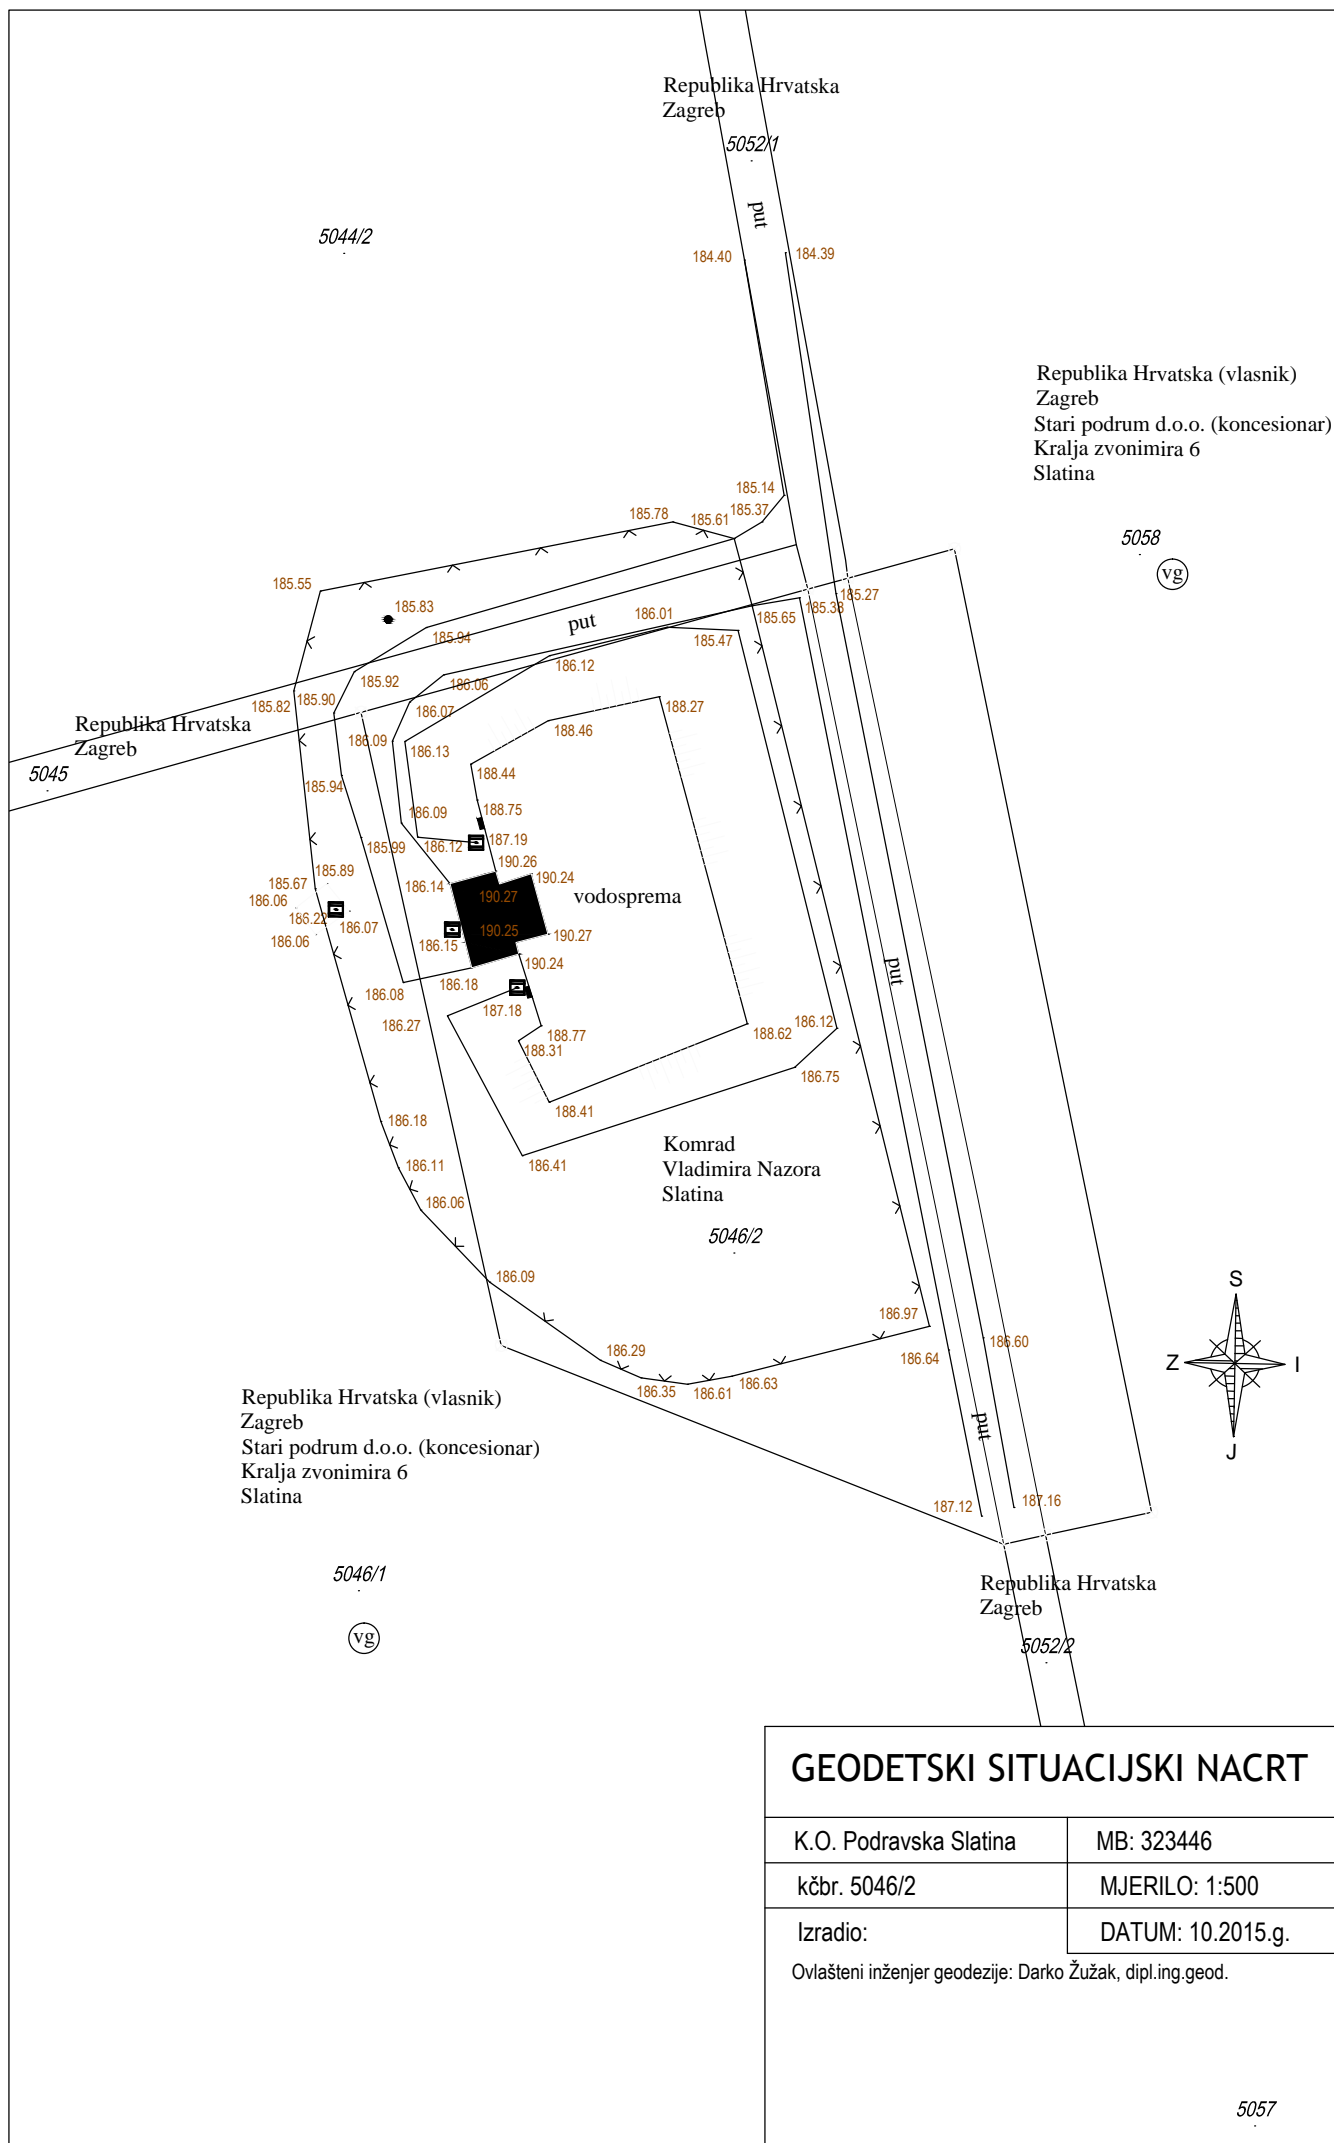 Republika Hrvatska
Zagreb
5052/1
put
5044/2
184.40
184.39
Republika Hrvatska (vlasnik)
Zagreb
Stari podrum d.o.o. (koncesionar)
Kralja zvonimira 6
Slatina
5058
vg
185.14
185.37
185.78
185.61
185.55
185.83
185.94
put
186.01
185.65
185.38
185.27
185.47
186.12
185.92
186.06
185.90
185.82
186.07
188.27
188.46
Republika Hrvatska
Zagreb
5045
186.09
186.13
188.44
185.94
188.75
186.09
187.19
185.99
186.12
190.26
190.24
185.89
185.67
186.14
190.27
vodosprema
186.06
186.22
186.07
186.06
186.15
190.25
190.27
190.24
put
186.08
186.18
187.18
186.27
188.77
188.31
188.62
186.12
186.75
188.41
186.18
186.41
186.11
186.06
Komrad
Vladimira Nazora
Slatina
5046/2
186.09
186.97
186.60
186.64
186.29
186.35
186.61
186.63
S
Z
I
J
Republika Hrvatska (vlasnik)
Zagreb
Stari podrum d.o.o. (koncesionar)
Kralja zvonimira 6
Slatina
put
187.12
187.16
5046/1
vg
Republika Hrvatska
Zagreb
5052/2
GEODETSKI SITUACIJSKI NACRT
K.O. Podravska Slatina
MB: 323446
kčbr. 5046/2
MJERILO: 1:500
Izradio:
DATUM: 10.2015.g.
Ovlašteni inženjer geodezije: Darko Žužak, dipl.ing.geod.
5057